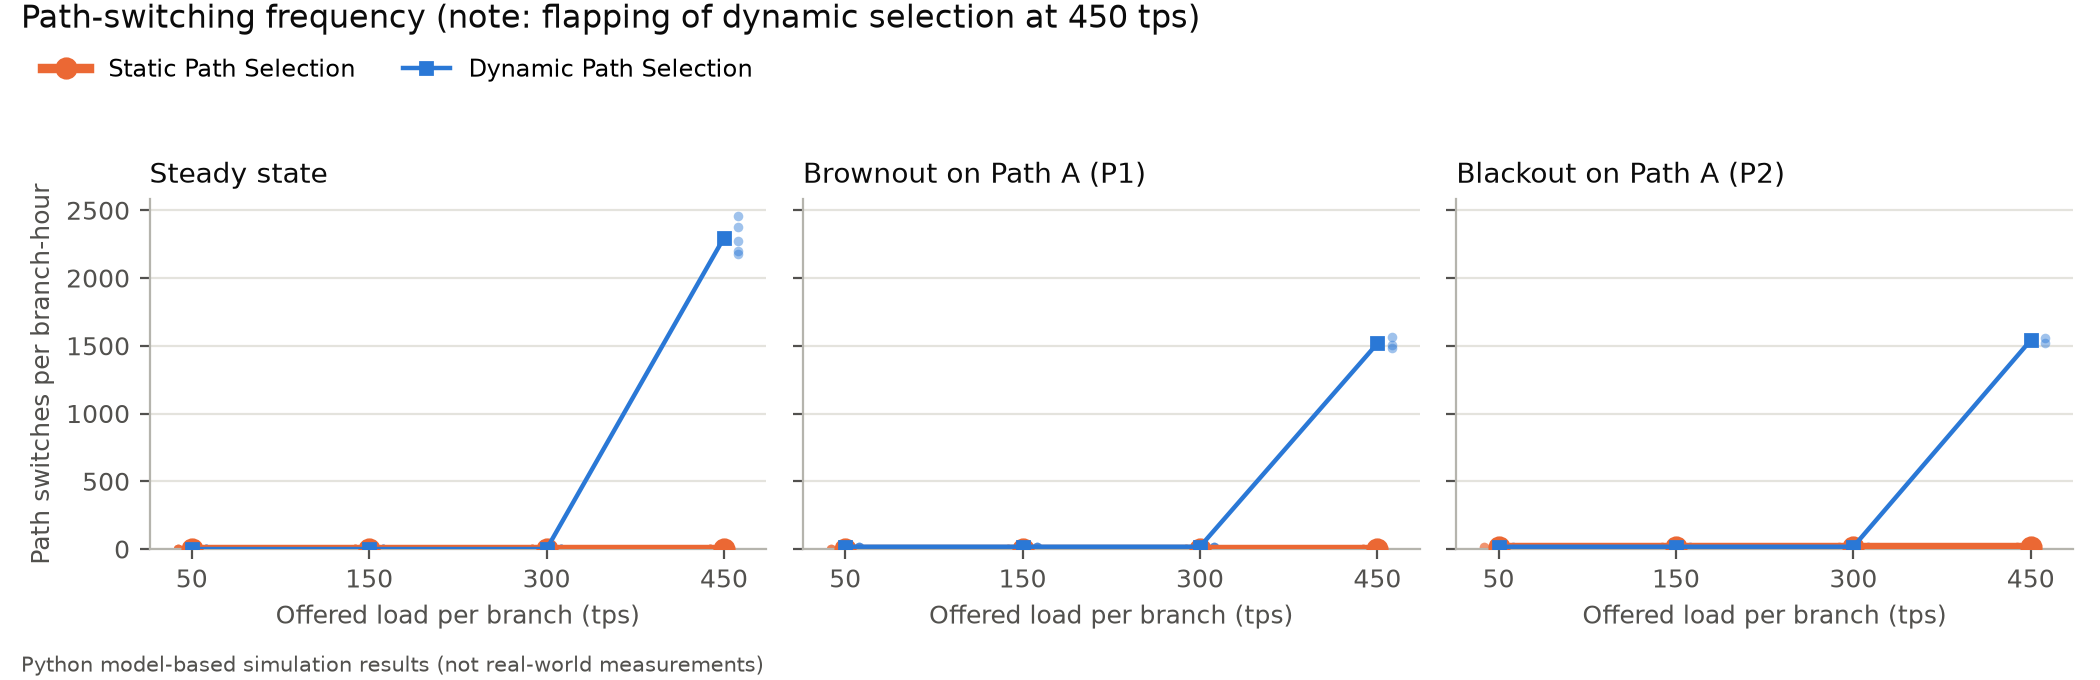 Path-switching frequency (note: flapping of dynamic selection at 450 tps)
Static Path Selection
Dynamic Path Selection
Steady state
Brownout on Path A (P1)
Blackout on Path A (P2)
Path switches per branch-hour
2500
2000
1500
1000
500
0
50 150 300 450
50 150 300 450
50 150 300 450
Offered load per branch (tps)
Offered load per branch (tps)
Offered load per branch (tps)
Python model-based simulation results (not real-world measurements)